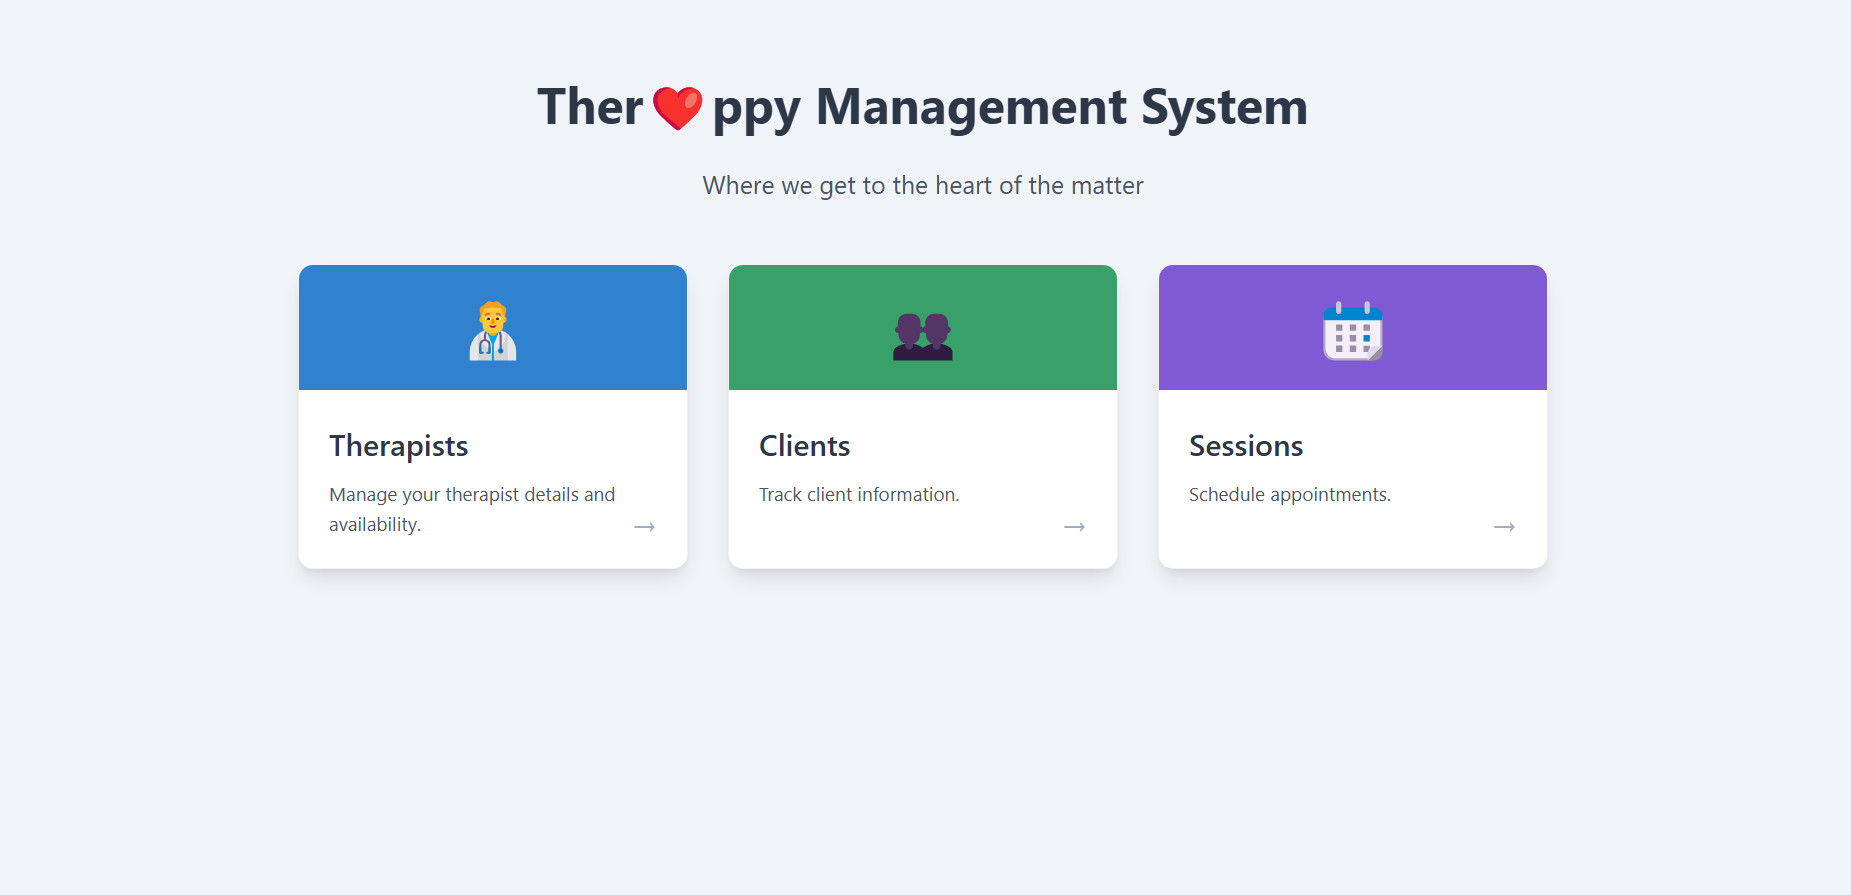 Ther❤️ppy Management System
Where we get to the heart of the matter
Therapists
Manage your therapist details and
availability.
→
Clients
Track client information.
→
Sessions
Schedule appointments.
→